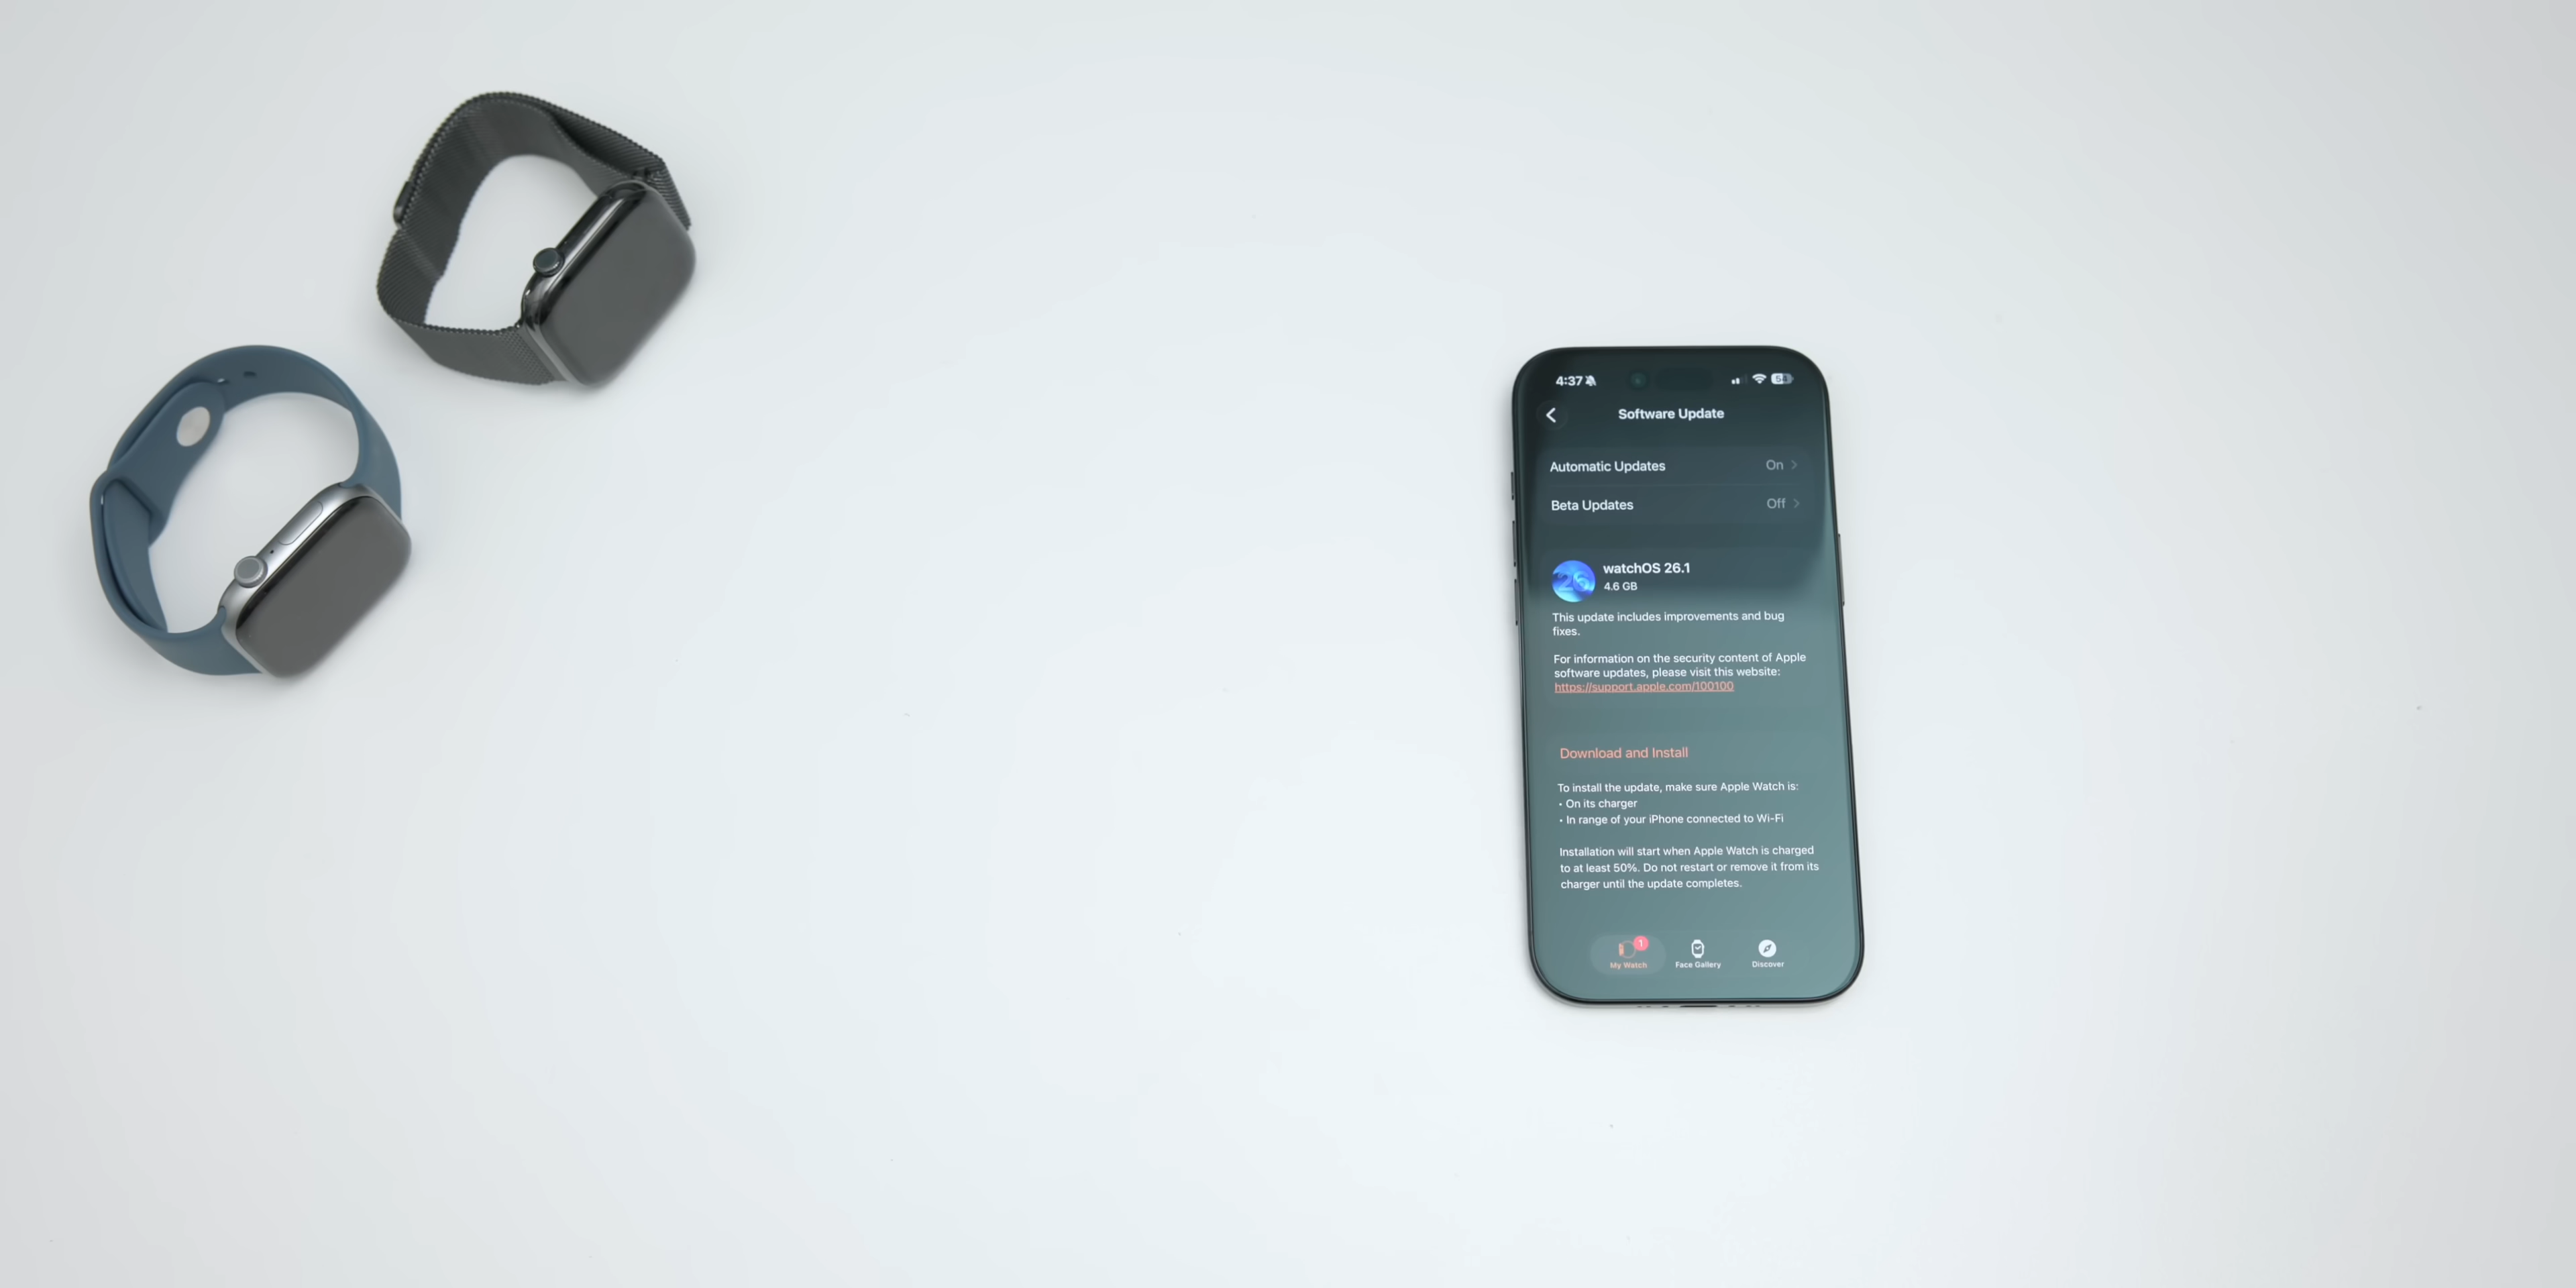 4:37
Software Update
Automatic Updates On
Beta Updates Off
26
watchOS 26.1
4.6 GB
This update includes improvements and bug
fixes.
For information on the security content of Apple
software updates, please visit this website:
https://support.apple.com/100100
Download and Install
To install the update, make sure Apple Watch is:
• On its charger
• In range of your iPhone connected to Wi-Fi
Installation will start when Apple Watch is charged
to at least 50%. Do not restart or remove it from its
charger until the update completes.
1
My Watch Face Gallery Discover